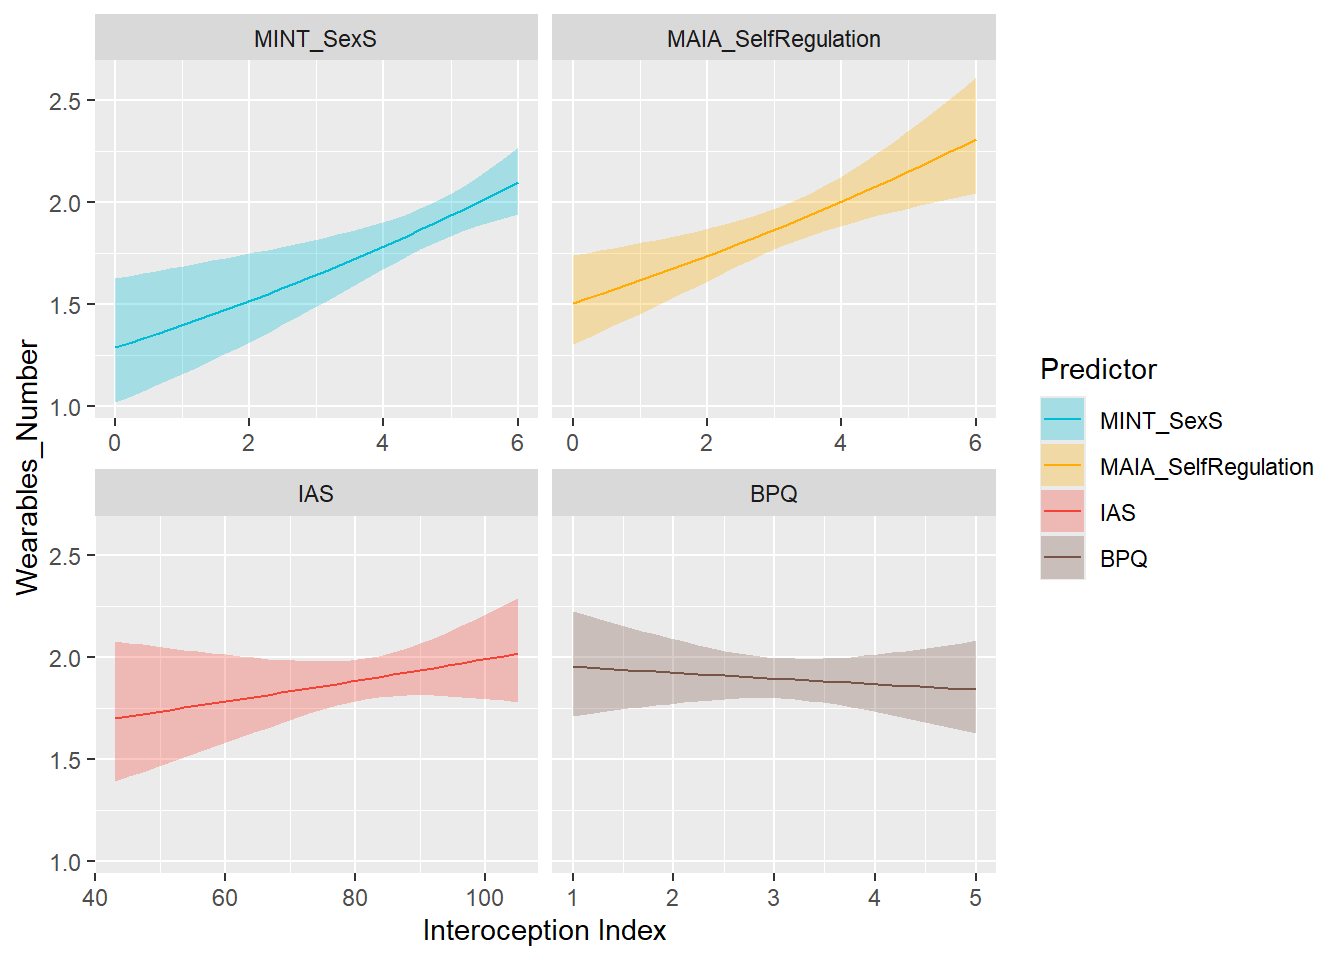 MINT_SexS
MAIA_SelfRegulation
2.5
2.0
1.5
1.0
0 2 4 6
0 2 4 6
IAS
BPQ
2.5
2.0
1.5
1.0
40 60 80 100
1 2 3 4 5
Wearables_Number
Interoception Index
Predictor
MINT_SexS
MAIA_SelfRegulation
IAS
BPQ